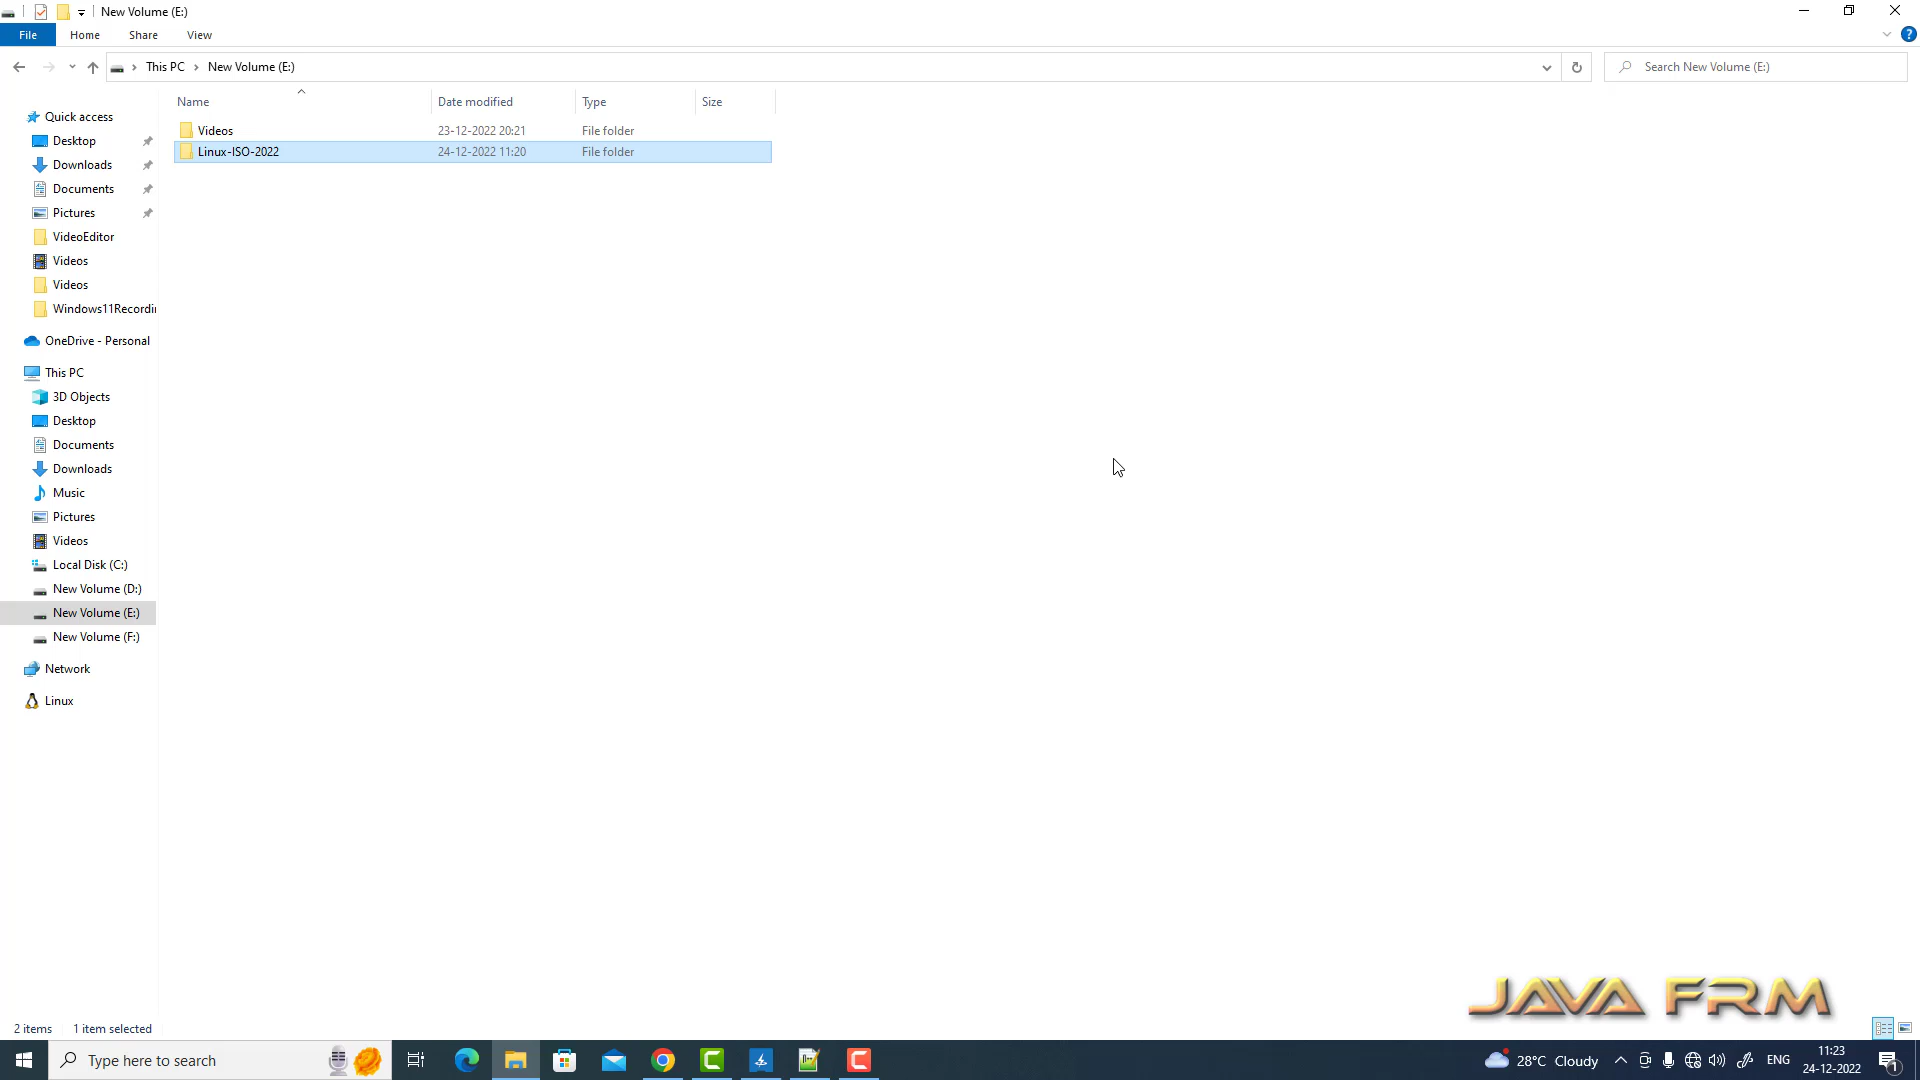 New Volume (E:)
File Home Share View
This PC New Volume (E:)
Search New Volume (E:)
Name Date modified Type Size
Videos 23-12-2022 20:21 File folder
Linux-ISO-2022 24-12-2022 11:20 File folder
Quick access
Desktop
Downloads
Documents
Pictures
VideoEditor
Videos
Videos
Windows11Recordin
OneDrive - Personal
This PC
3D Objects
Desktop
Documents
Downloads
Music
Pictures
Videos
Local Disk (C:)
New Volume (D:)
New Volume (E:)
New Volume (F:)
Network
Linux
JAVA FRM
2 items 1 item selected
Type here to search
28°C Cloudy
ENG
11:23
24-12-2022
1